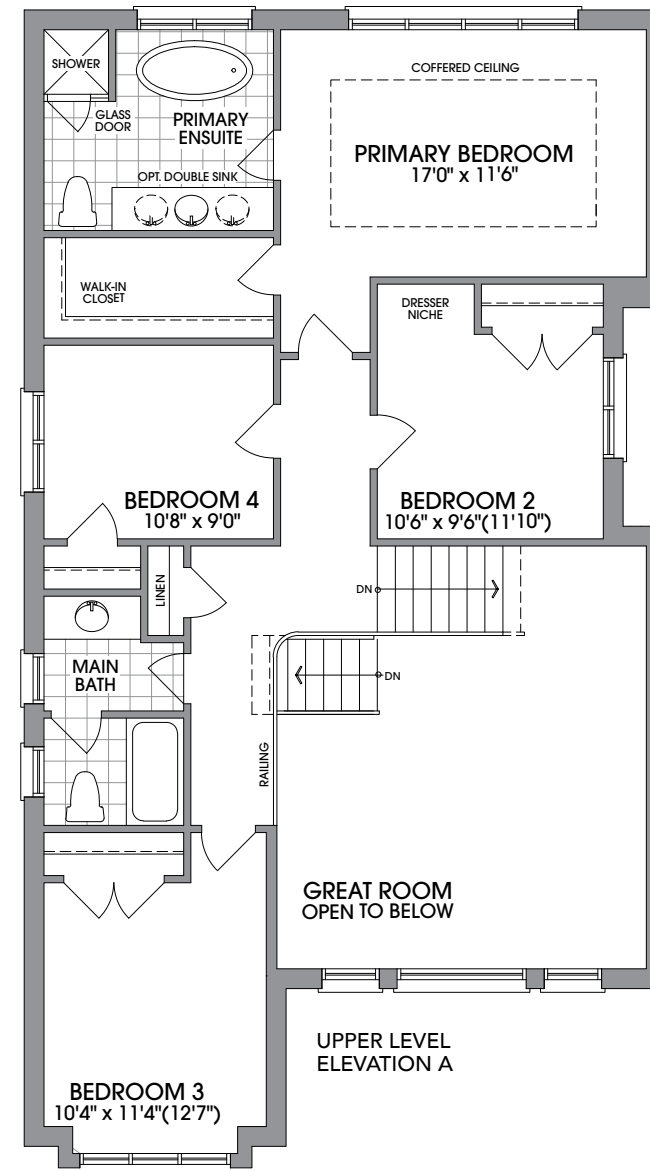 SHOWER
GLASS
DOOR
PRIMARY
ENSUITE
OPT. DOUBLE SINK
COFFERED CEILING
PRIMARY BEDROOM
17'0" x 11'6"
WALK-IN
CLOSET
DRESSER
NICHE
BEDROOM 4
10'8" x 9'0"
BEDROOM 2
10'6" x 9'6"(11'10")
LINEN
DN
MAIN
BATH
DN
RAILING
GREAT ROOM
OPEN TO BELOW
UPPER LEVEL
ELEVATION A
BEDROOM 3
10'4" x 11'4"(12'7")